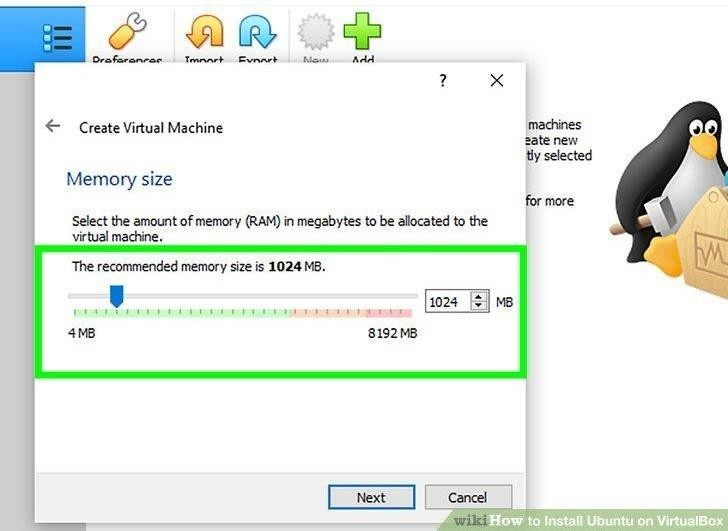 Preferences Import Export New Add
?
Create Virtual Machine
machines
eate new
tly selected
for more
Memory size
Select the amount of memory (RAM) in megabytes to be allocated to the
virtual machine.
The recommended memory size is 1024 MB.
1024 MB
4 MB 8192 MB
Next Cancel
wikiHow to Install Ubuntu on VirtualBox